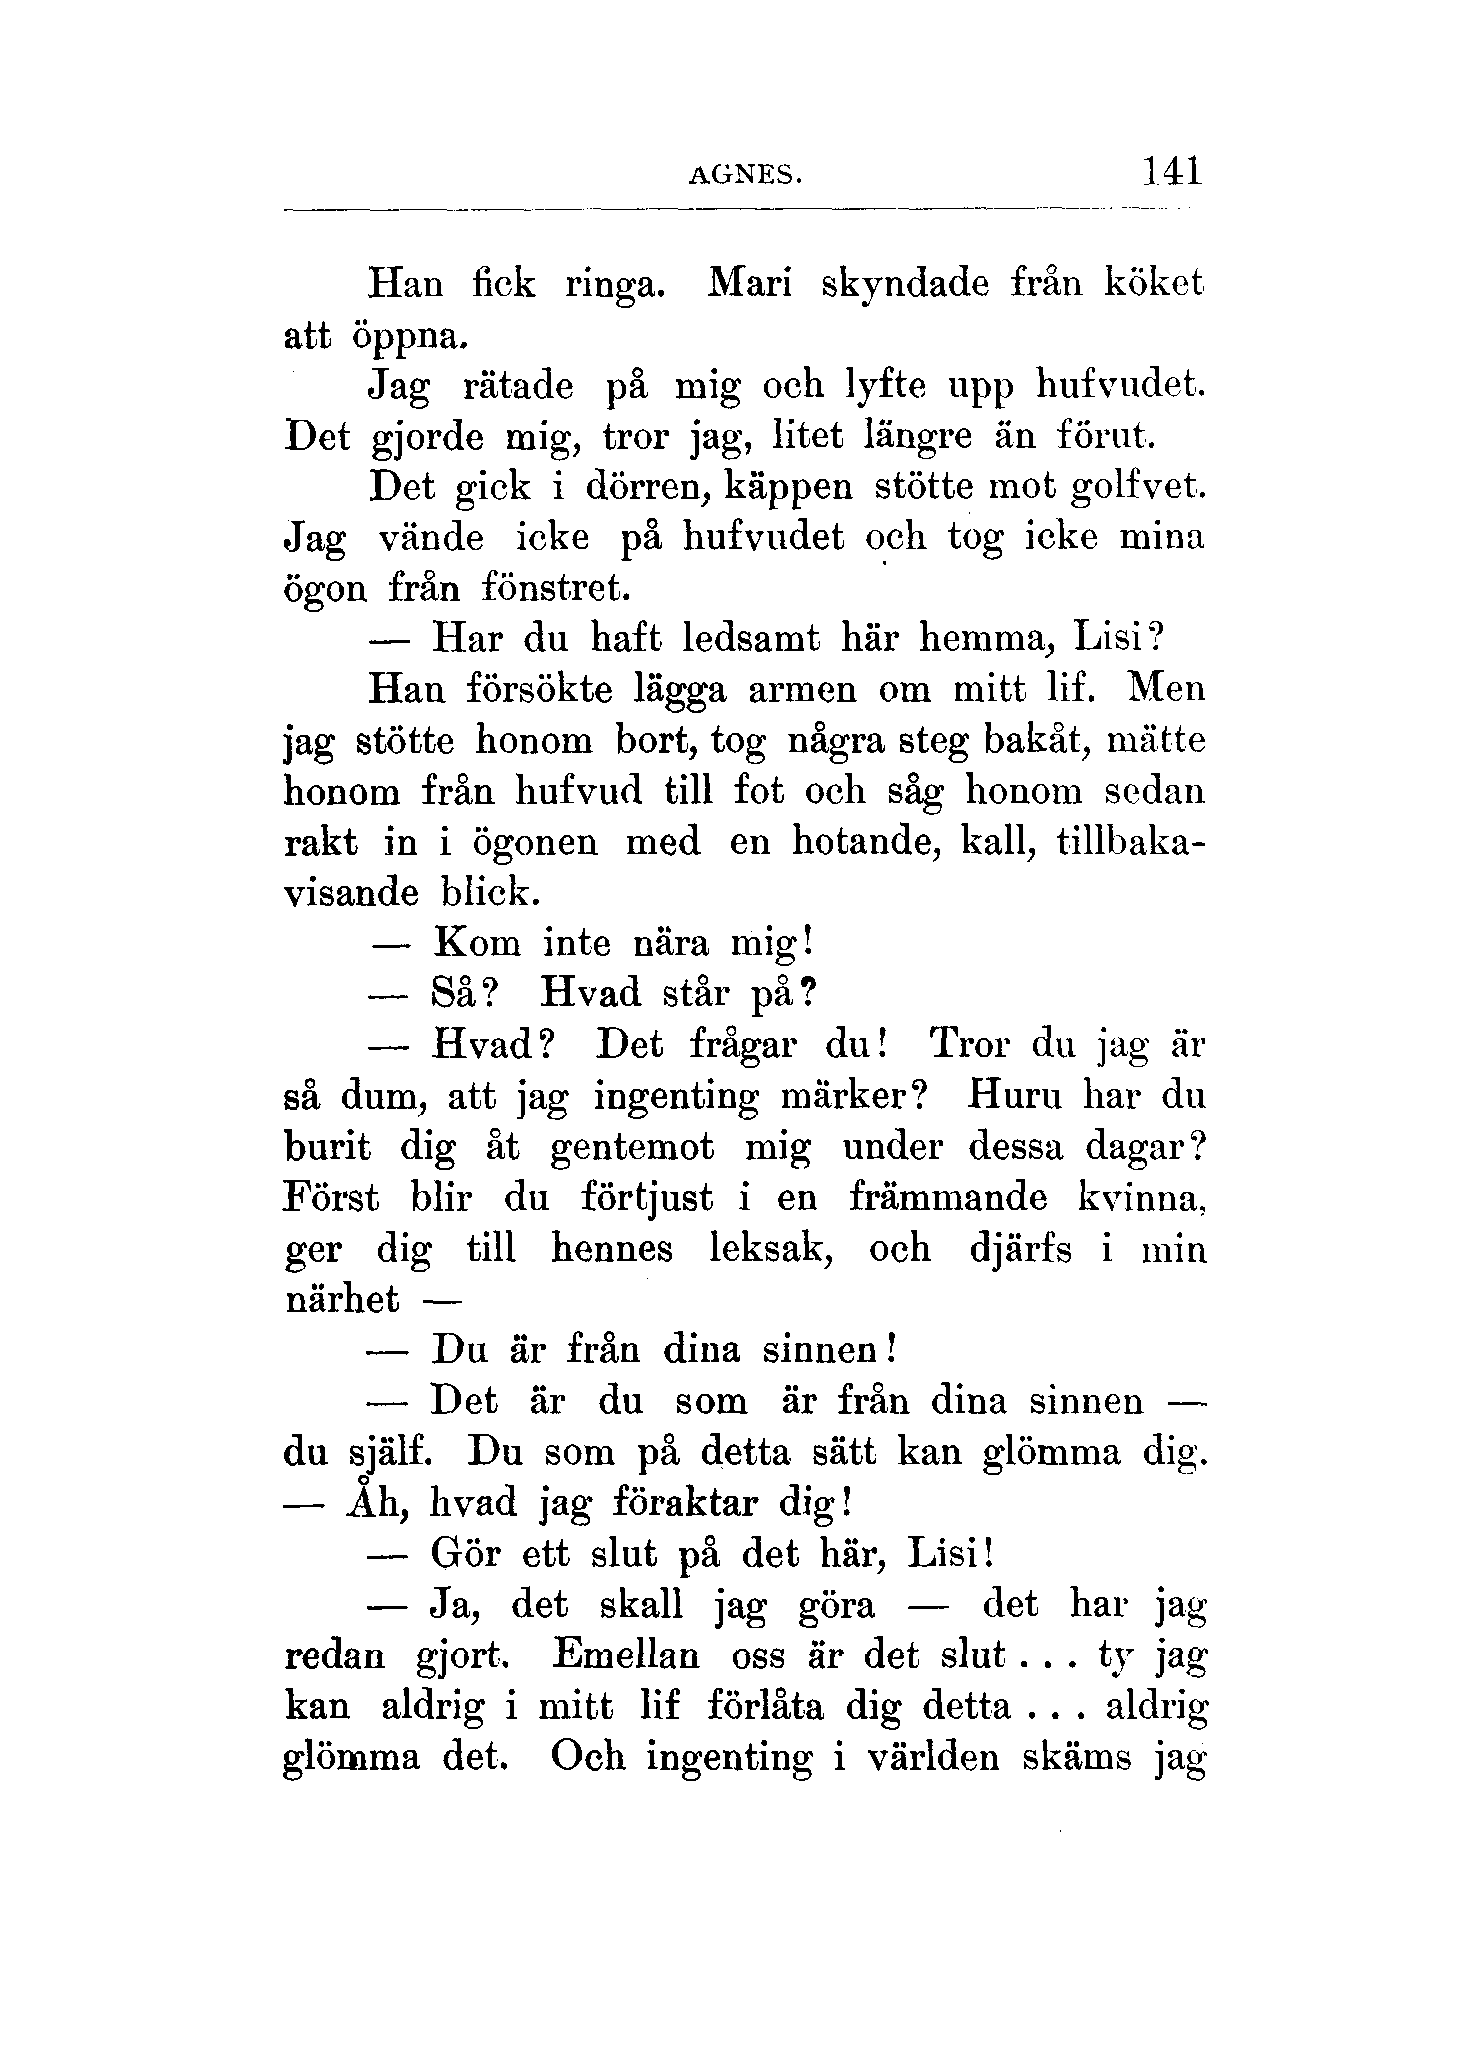 AGNES. 141
Han fick ringa. Mari skyndade från köket
att öppna.
Jag rätade på mig och lyfte upp hufvudet.
Det gjorde mig, tror jag, litet längre än förut.
Det gick i dörren, käppen stötte mot golfvet.
Jag vände icke på hufvudet och tog icke mina
ögon från fönstret.
— Har du haft ledsamt här hemma, Lisi?
Han försökte lägga armen om mitt lif. Men
jag stötte honom bort, tog några steg bakåt, mätte
honom från hufvud till fot och såg honom sedan
rakt in i ögonen med en hotande, kall, tillbaka-
visande blick.
— Kom inte nära mig!
— Så? Hvad står på?
— Hvad? Det frågar du! Tror du jag är
så dum, att jag ingenting märker? Huru har du
burit dig åt gentemot mig under dessa dagar?
Först blir du förtjust i en främmande kvinna,
ger dig till hennes leksak, och djärfs i min
närhet —
— Du är från dina sinnen!
— Det är du som är från dina sinnen —
du själf. Du som på detta sätt kan glömma dig.
— Åh, hvad jag föraktar dig!
— Gör ett slut på det här, Lisi!
— Ja, det skall jag göra — det har jag
redan gjort. Emellan oss är det slut . . . ty jag
kan aldrig i mitt lif förlåta dig detta . . . aldrig
glömma det. Och ingenting i världen skäms jag